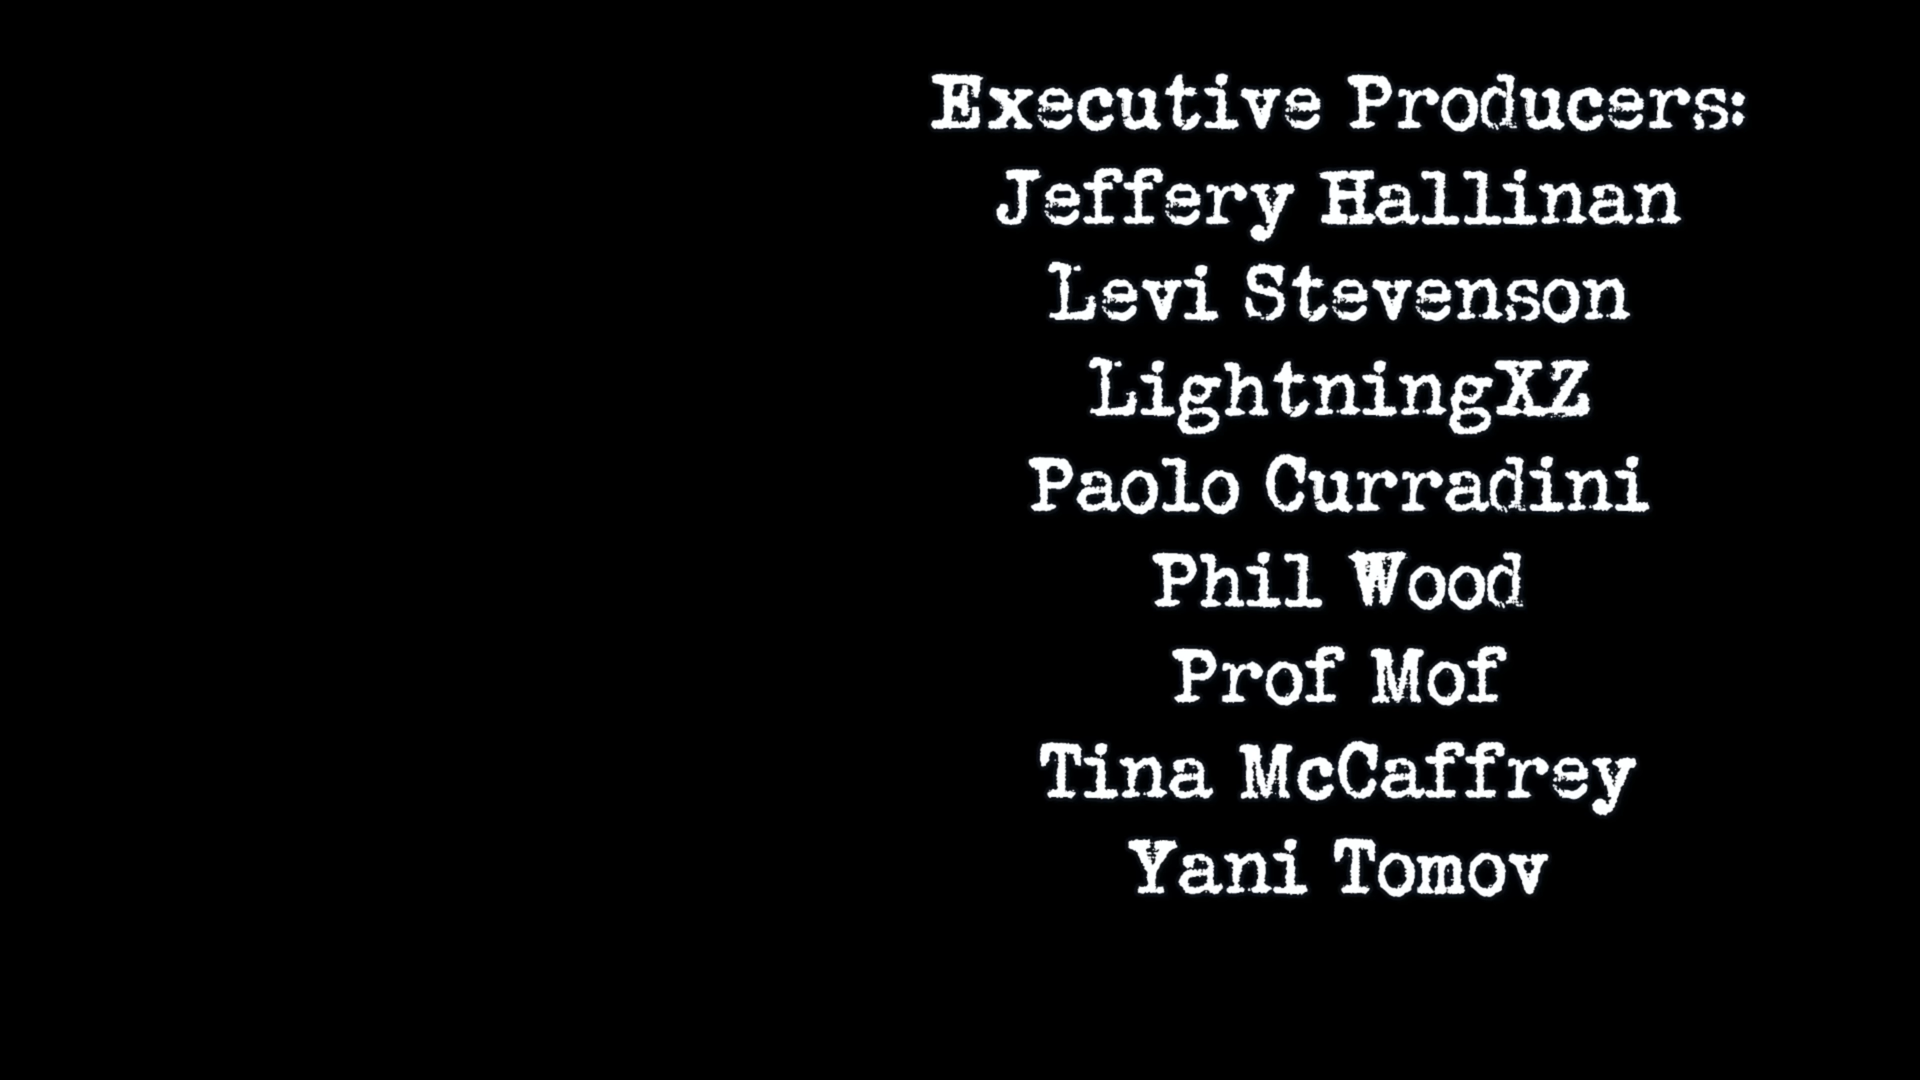 Executive Producers:
Jeffery Hallinan
Levi Stevenson
LightningXZ
Paolo Curradini
Phil Wood
Prof Mof
Tina McCaffrey
Yani Tomov